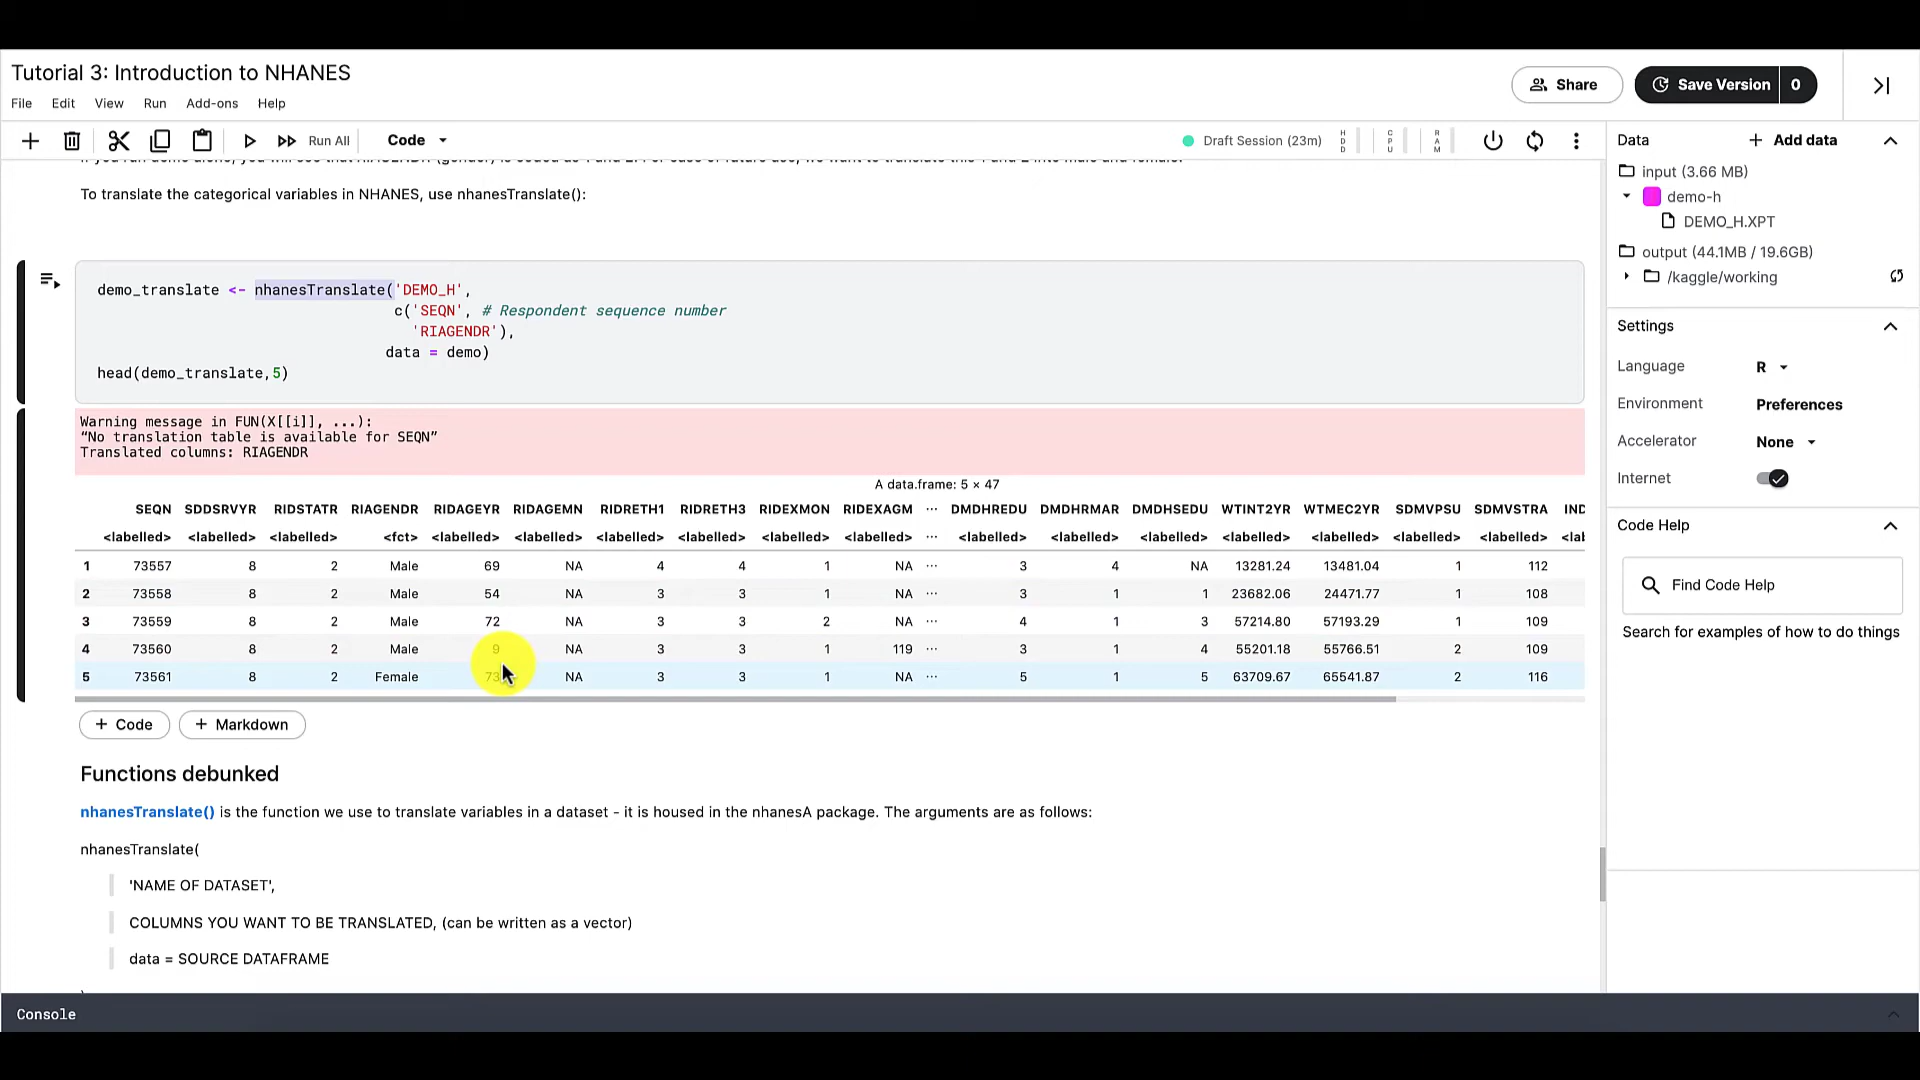 Tutorial 3: Introduction to NHANES
File Edit View Run Add-ons Help
Share
Save Version 0
Run All
Code
Draft Session (23m)
HDD
CPU
RAM
To translate the categorical variables in NHANES, use nhanesTranslate():
demo_translate <- nhanesTranslate('DEMO_H',
c('SEQN', # Respondent sequence number
'RIAGENDR'),
data = demo)
head(demo_translate,5)
Warning message in FUN(X[[i]], ...):
“No translation table is available for SEQN”
Translated columns: RIAGENDR
A data.frame: 5 × 47
SEQN SDDSRVYR RIDSTATR RIAGENDR RIDAGEYR RIDAGEMN RIDRETH1 RIDRETH3 RIDEXMON RIDEXAGM ⋯ DMDHREDU DMDHRMAR DMDHSEDU WTINT2YR WTMEC2YR SDMVPSU SDMVSTRA IND
<labelled> <labelled> <labelled> <fct> <labelled> <labelled> <labelled> <labelled> <labelled> <labelled> ⋯ <labelled> <labelled> <labelled> <labelled> <labelled> <labelled> <labelled> <lab
1 73557 8 2 Male 69 NA 4 4 1 NA ⋯ 3 4 NA 13281.24 13481.04 1 112
2 73558 8 2 Male 54 NA 3 3 1 NA ⋯ 3 1 1 23682.06 24471.77 1 108
3 73559 8 2 Male 72 NA 3 3 2 NA ⋯ 4 1 3 57214.80 57193.29 1 109
4 73560 8 2 Male 9 NA 3 3 1 119 ⋯ 3 1 4 55201.18 55766.51 2 109
5 73561 8 2 Female 73 NA 3 3 1 NA ⋯ 5 1 5 63709.67 65541.87 2 116
+ Code + Markdown
Functions debunked
nhanesTranslate() is the function we use to translate variables in a dataset - it is housed in the nhanesA package. The arguments are as follows:
nhanesTranslate(
'NAME OF DATASET',
COLUMNS YOU WANT TO BE TRANSLATED, (can be written as a vector)
data = SOURCE DATAFRAME
Console
Data
+ Add data
input (3.66 MB)
demo-h
DEMO_H.XPT
output (44.1MB / 19.6GB)
/kaggle/working
Settings
Language R
Environment Preferences
Accelerator None
Internet
Code Help
Find Code Help
Search for examples of how to do things